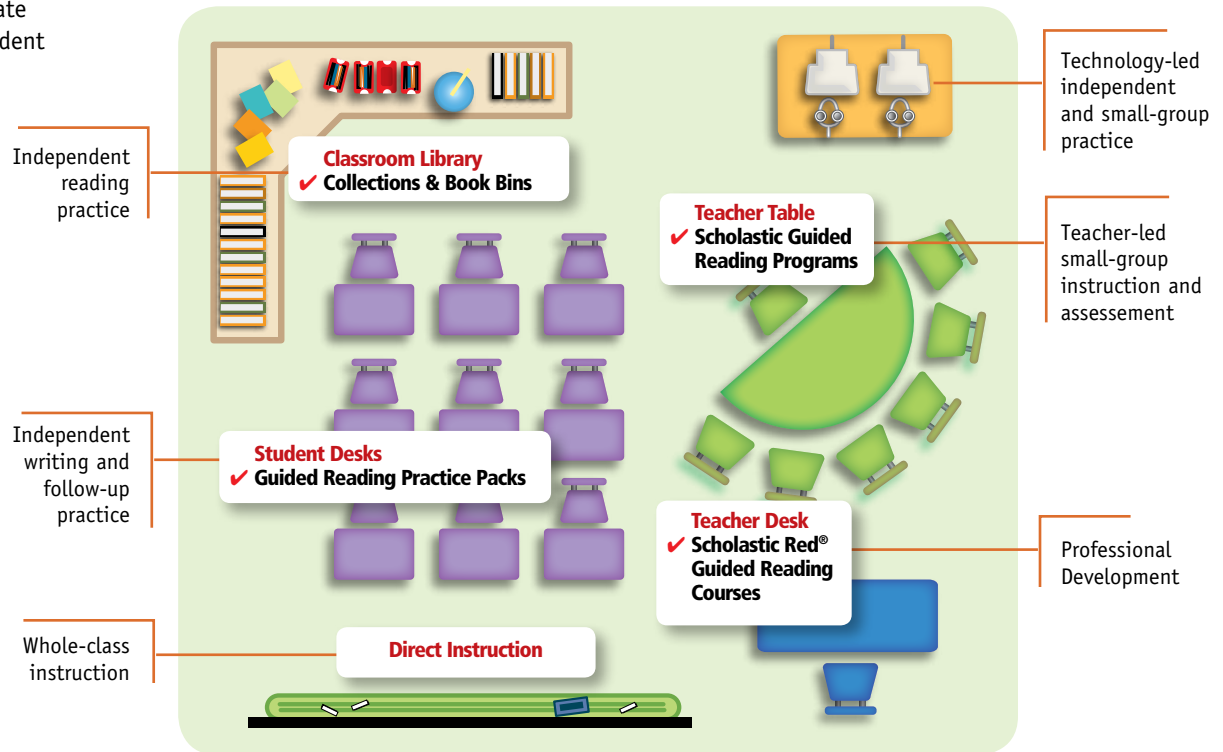 ate
dent
Independent
reading
practice
Classroom Library
✔ Collections & Book Bins
Technology-led
independent
and small-group
practice
Teacher Table
✔ Scholastic Guided
Reading Programs
Teacher-led
small-group
instruction and
assessement
Independent
writing and
follow-up
practice
Student Desks
✔ Guided Reading Practice Packs
Teacher Desk
✔ Scholastic Red®
Guided Reading
Courses
Professional
Development
Whole-class
instruction
Direct Instruction